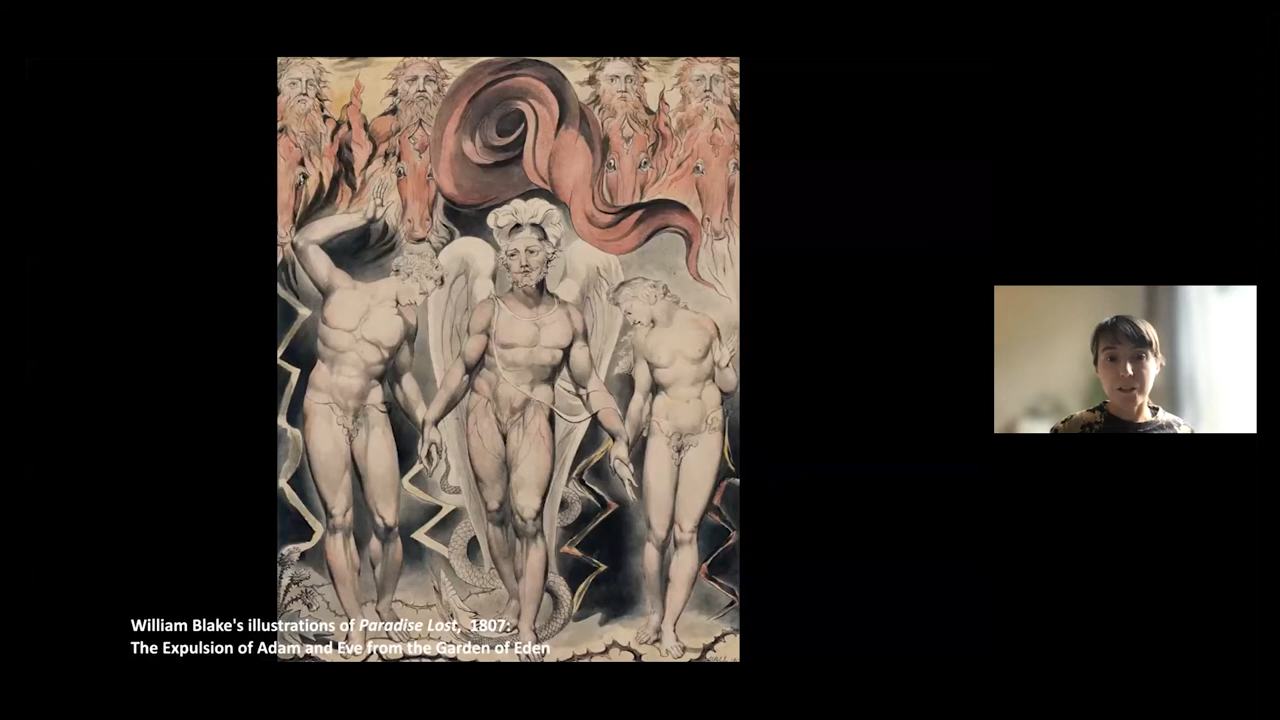 William Blake's illustrations of Paradise Lost, 1807:
The Expulsion of Adam and Eve from the Garden of Eden